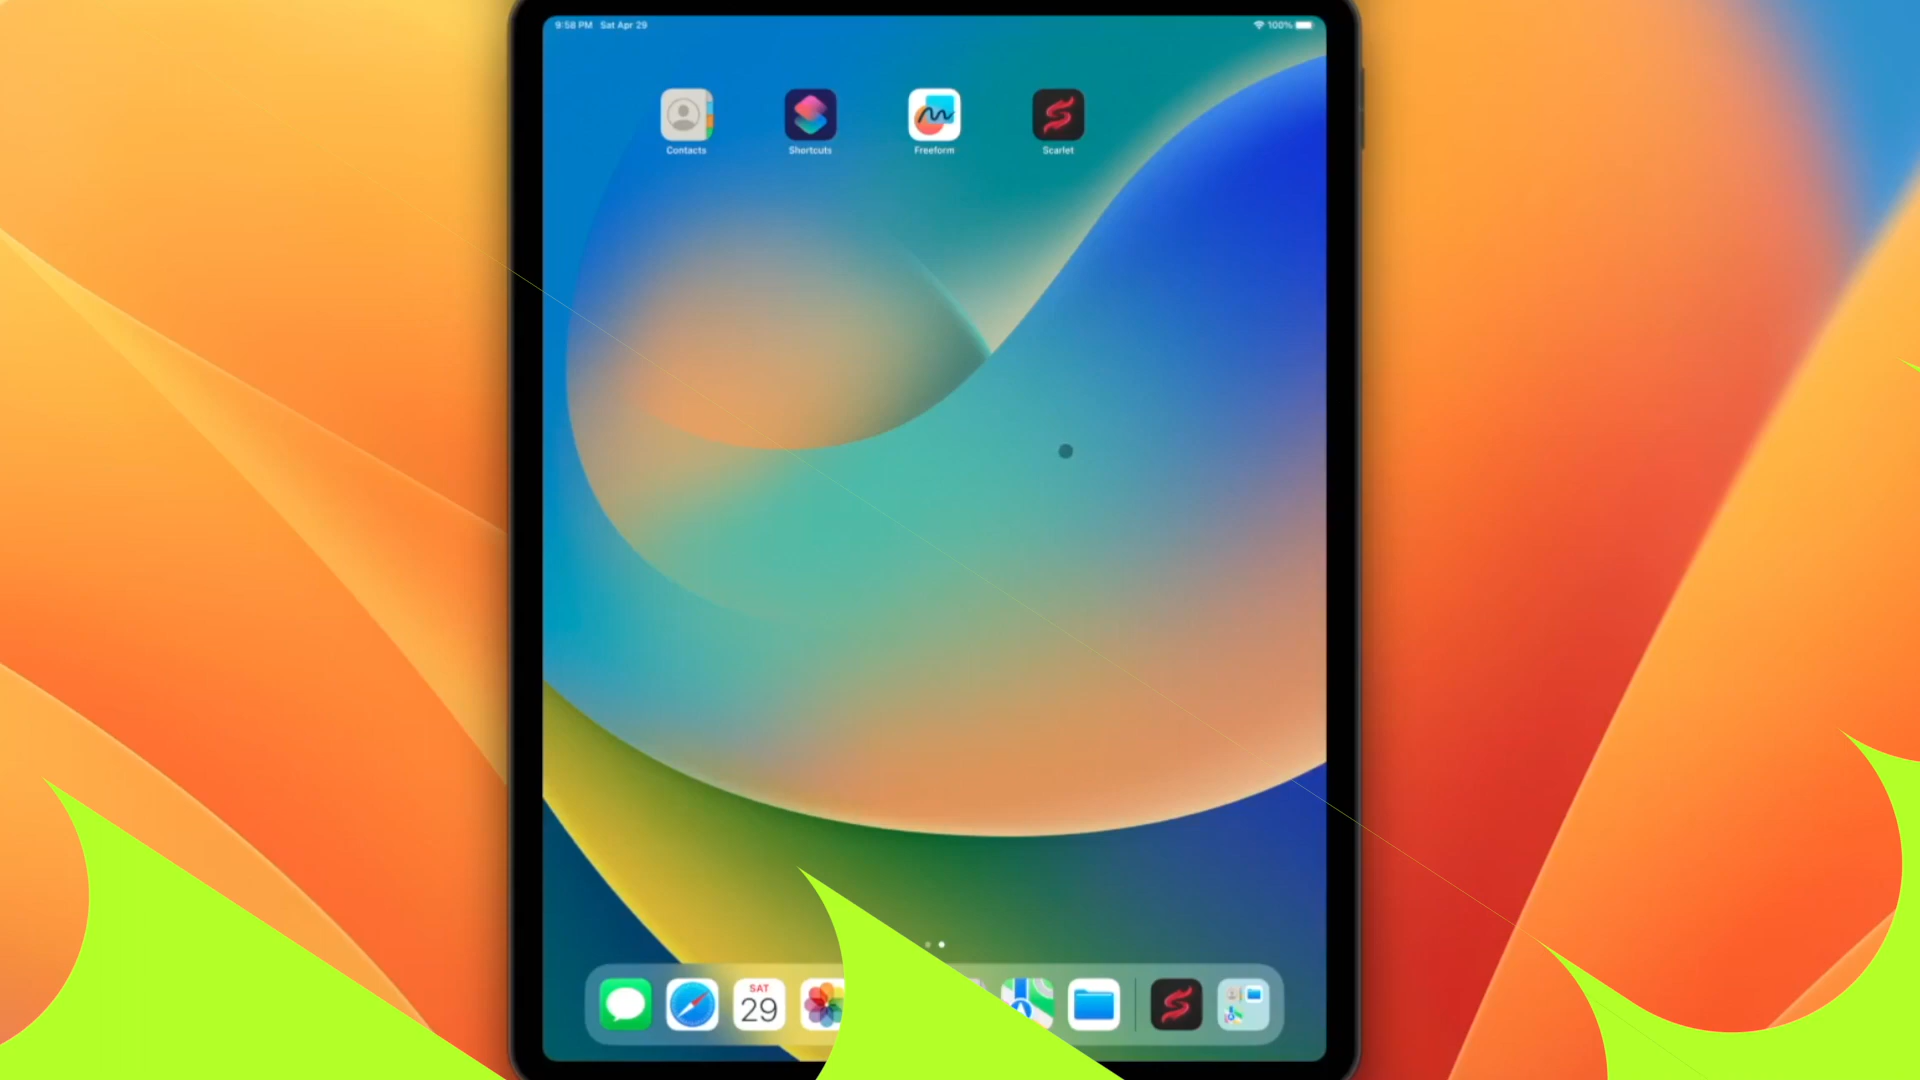 9:58 PM Sat Apr 29
100%
Contacts
Shortcuts
Freeform
Scarlet
SAT
29